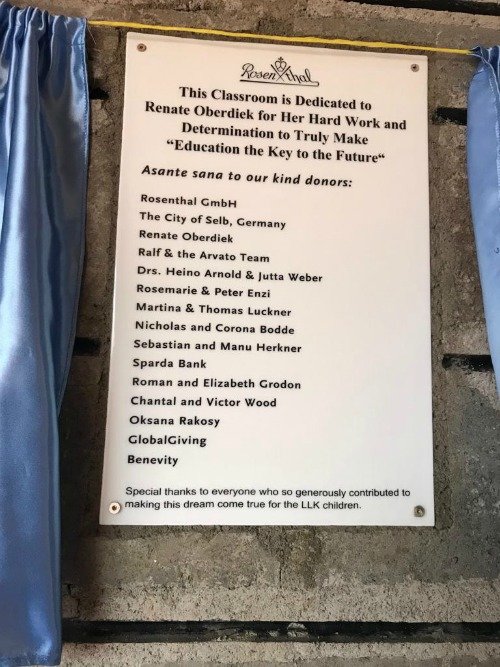 Rosenthal
This Classroom is Dedicated to
Renate Oberdiek for Her Hard Work and
Determination to Truly Make
“Education the Key to the Future“
Asante sana to our kind donors:
Rosenthal GmbH
The City of Selb, Germany
Renate Oberdiek
Ralf & the Arvato Team
Drs. Heino Arnold & Jutta Weber
Rosemarie & Peter Enzi
Martina & Thomas Luckner
Nicholas and Corona Bodde
Sebastian and Manu Herkner
Sparda Bank
Roman and Elizabeth Grodon
Chantal and Victor Wood
Oksana Rakosy
GlobalGiving
Benevity
Special thanks to everyone who so generously contributed to
making this dream come true for the LLK children.